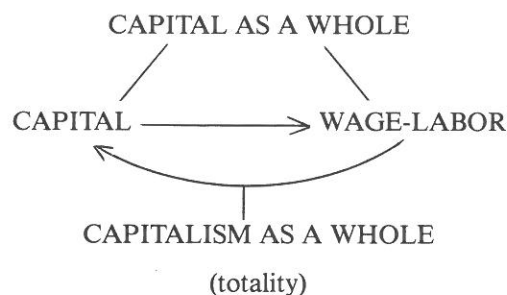 CAPITAL AS A WHOLE
CAPITAL WAGE-LABOR
CAPITALISM AS A WHOLE
(totality)